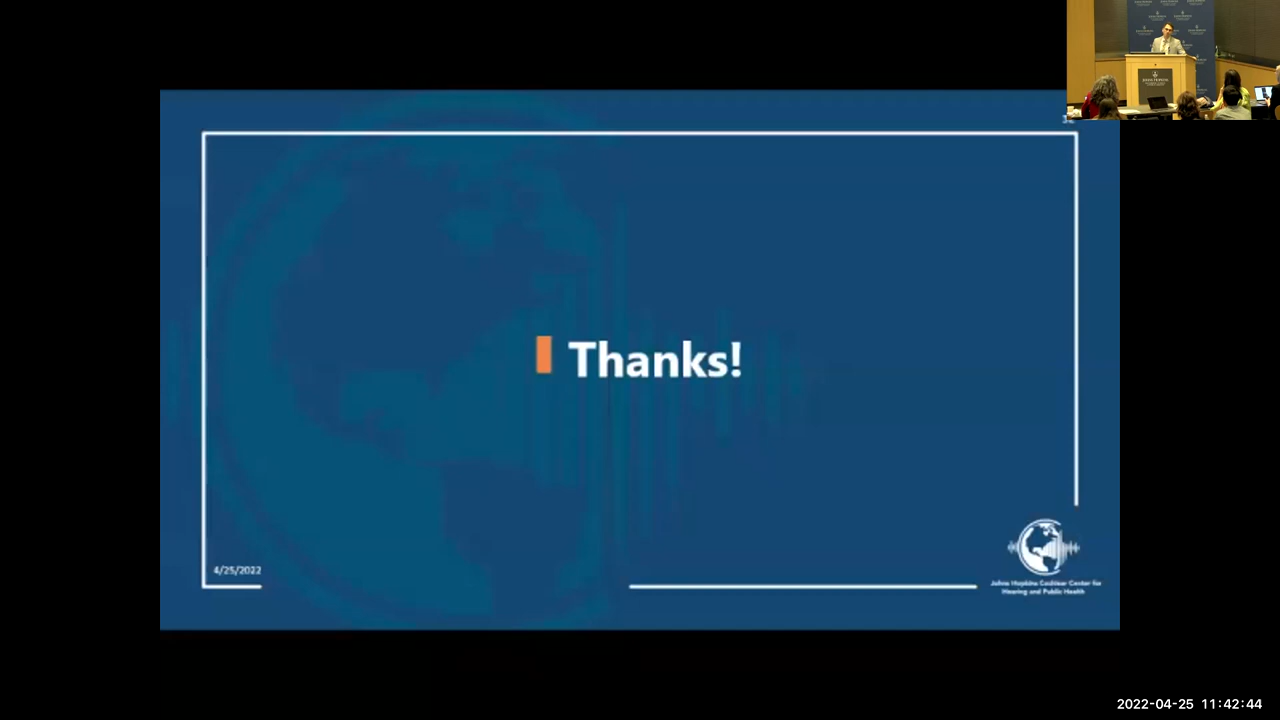 Thanks!
4/25/2022
Johns Hopkins Cochlear Center for
Hearing and Public Health
2022-04-25 11:42:44